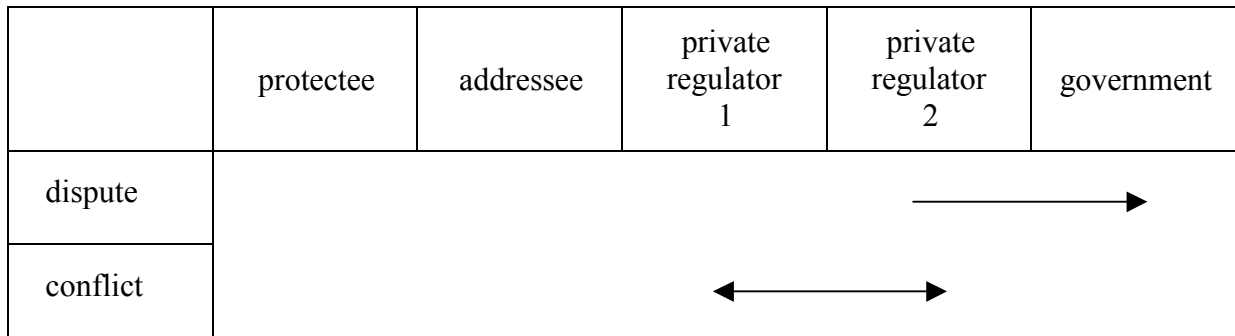 protectee
addressee
private
regulator
1
private
regulator
2
government
dispute
conflict